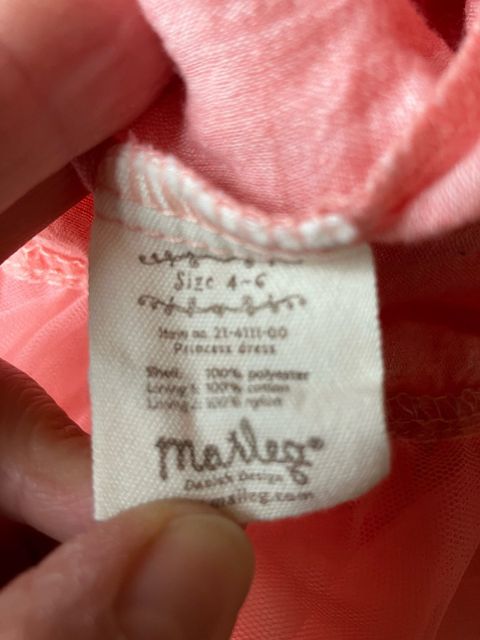 Size 4-6
Item no. 21-4111-00
Princess dress
Shell: 100% polyester
Lining 1: 100% cotton
Lining 2: 100% nylon
maileg®
Danish Design
maileg.com